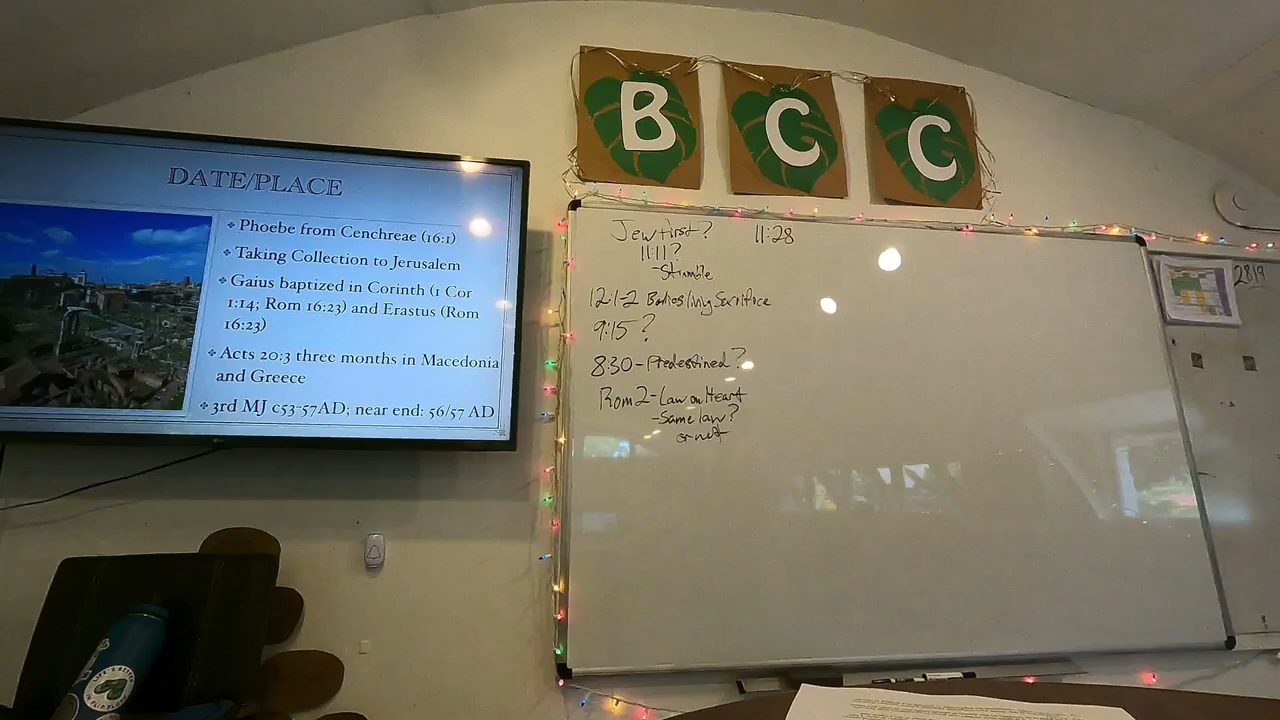 DATE/PLACE
Phoebe from Cenchreae (16:1)
Taking Collection to Jerusalem
Gaius baptized in Corinth (1 Cor
1:14; Rom 16:23) and Erastus (Rom
16:23)
Acts 20:3 three months in Macedonia
and Greece
3rd MJ c53-57AD; near end: 56/57 AD
B C C
Jew first? 11:28
11:11?
-Stumble
12:1-2 Bodies living Sacrifice
9:15?
8:30-Predestined?
Rom 2-Law on Heart
-Same law?
or not
2819